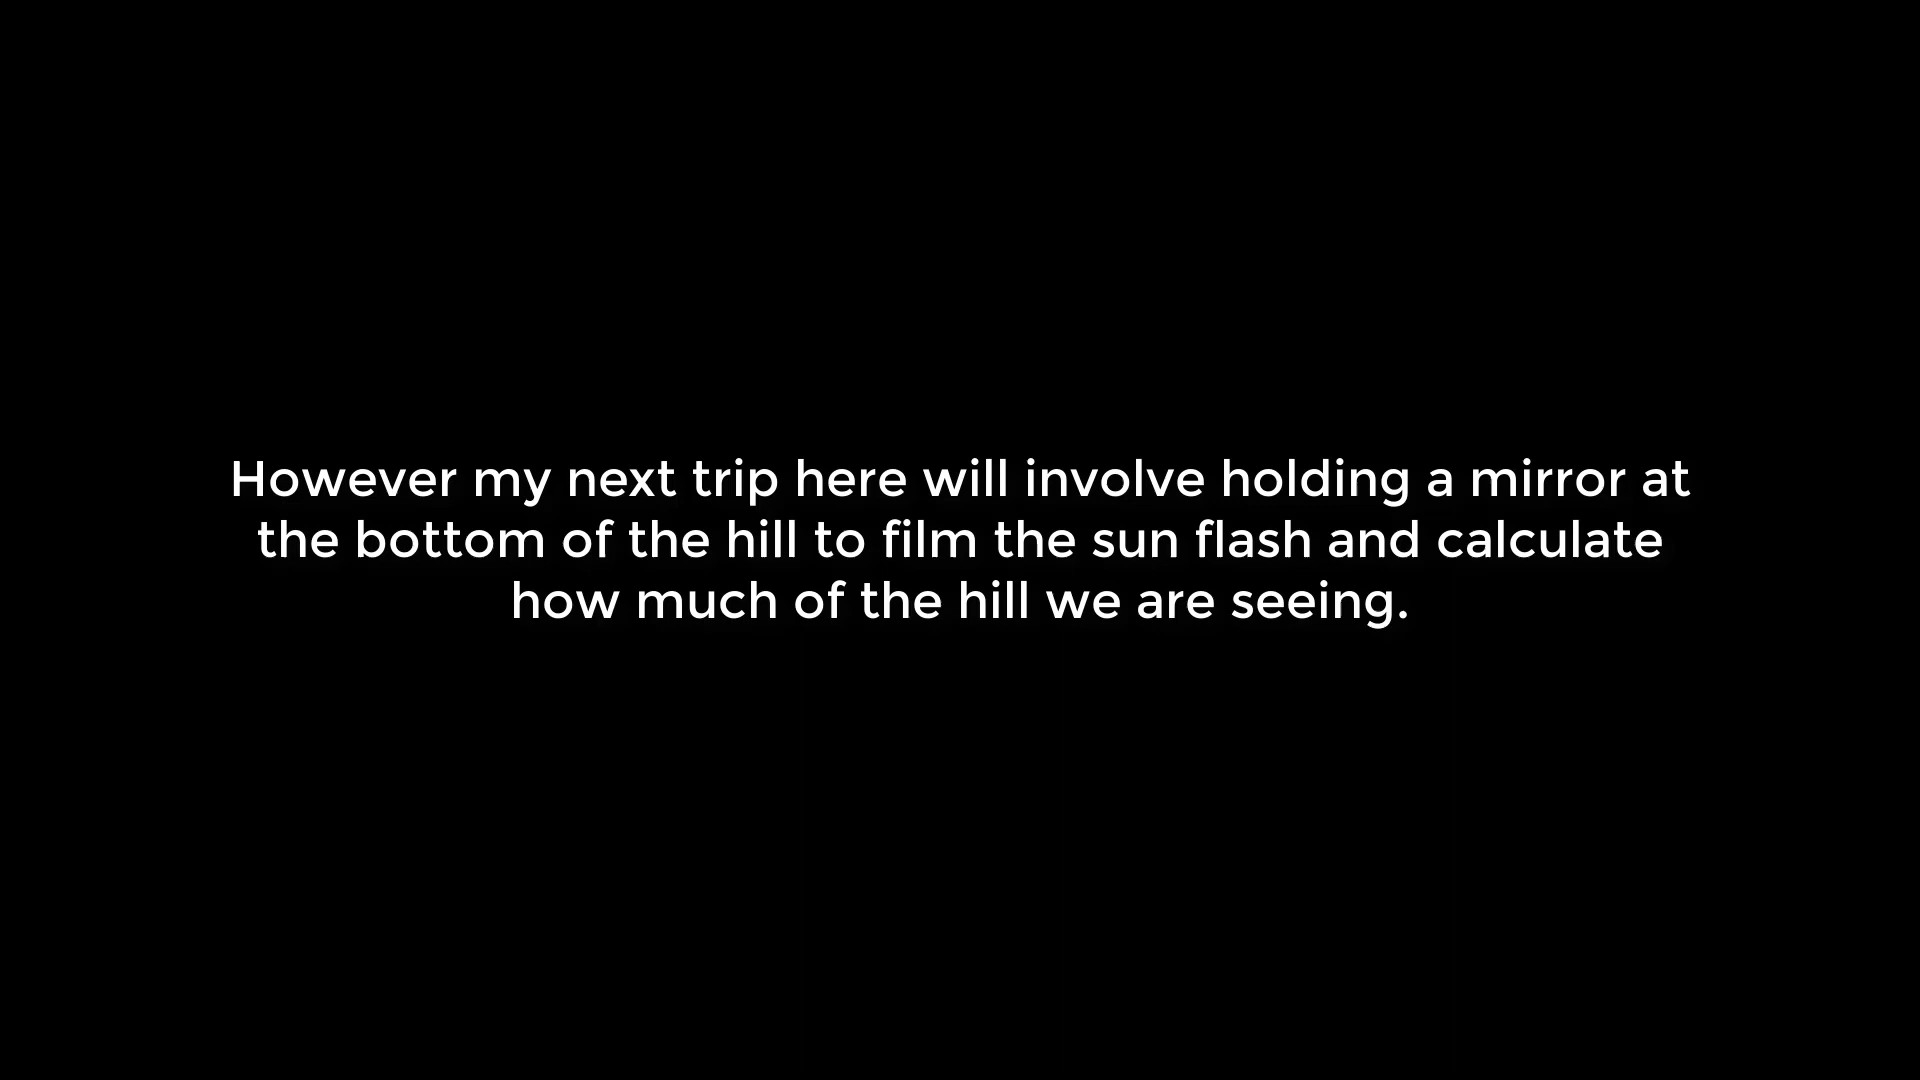 However my next trip here will involve holding a mirror at
the bottom of the hill to film the sun flash and calculate
how much of the hill we are seeing.